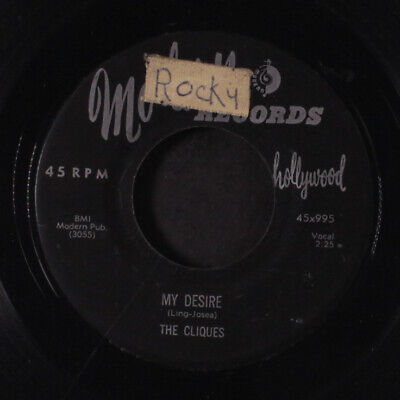 Rocky
RECORDS
45 RPM
hollywood
BMI
Modern Pub.
(3055)
45x995
Vocal
2:25
MY DESIRE
(Ling-Josea)
THE CLIQUES